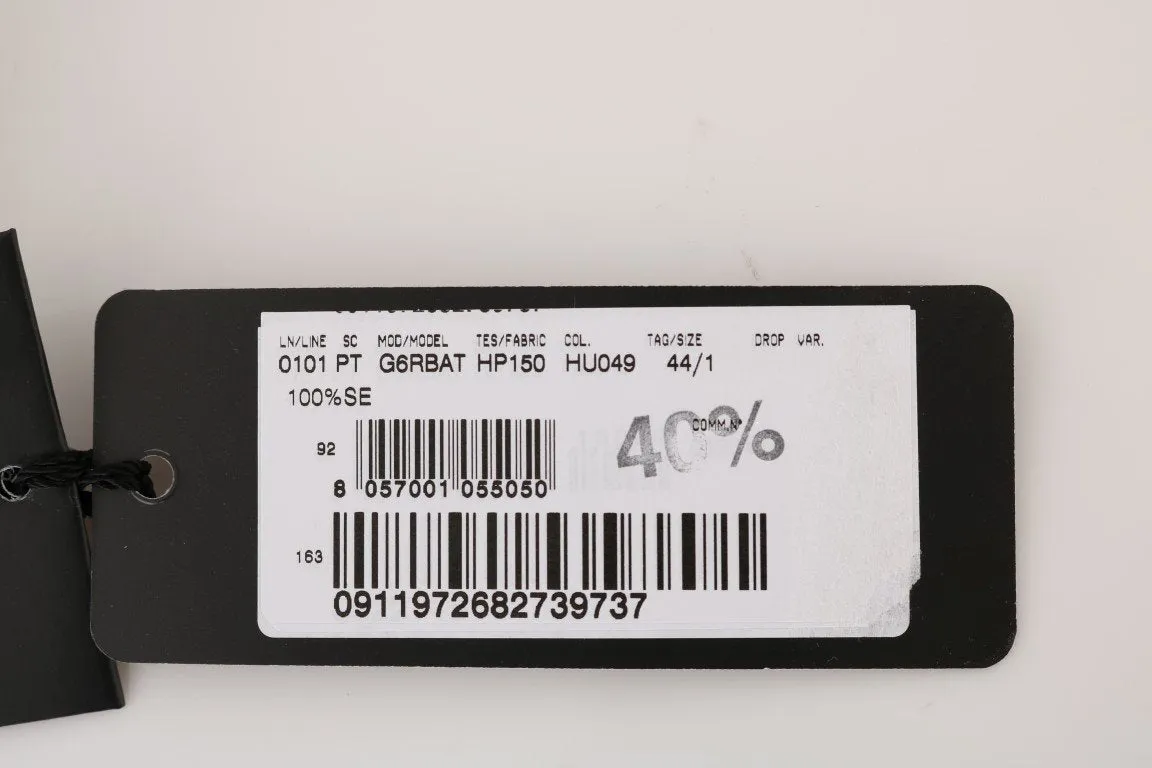 LN/LINE SC MOD/MODEL TES/FABRIC COL. TAG/SIZE DROP VAR.
0101 PT G6RBAT HP150 HU049 44/1
100%SE
40%
COMM.N°
92
8 057001 055050
163
0911972682739737